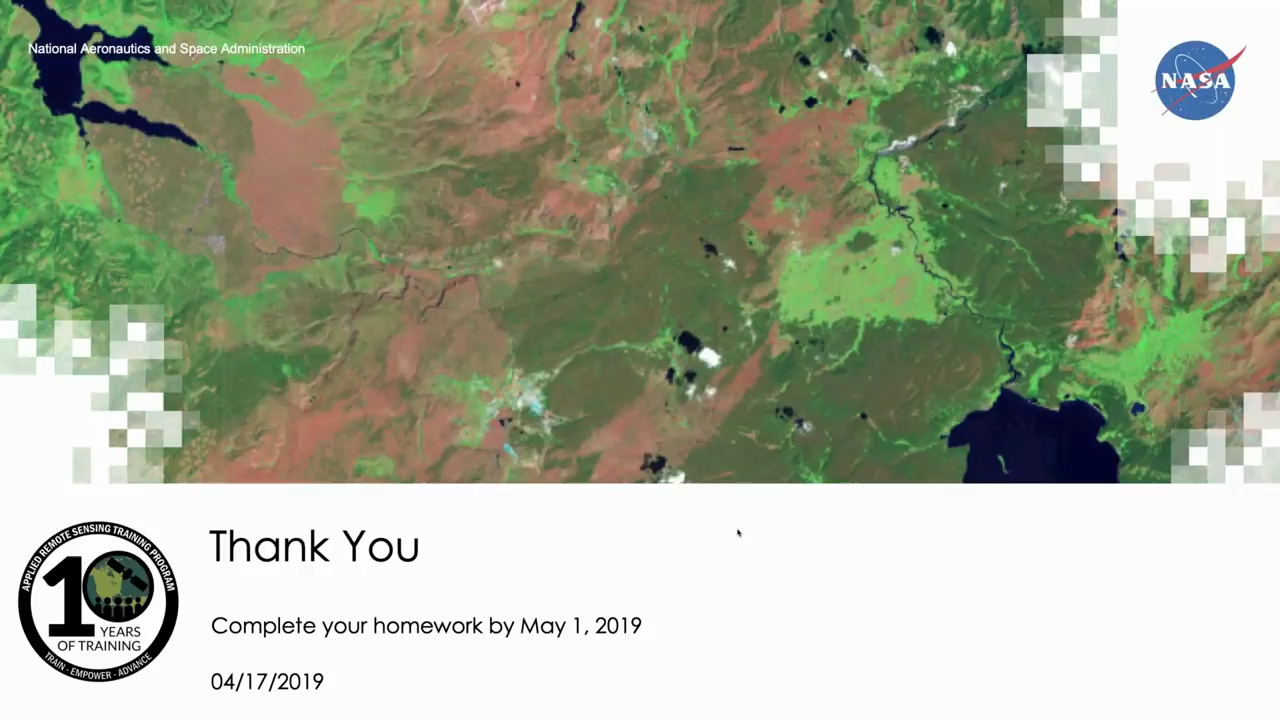 National Aeronautics and Space Administration
NASA
Thank You
Complete your homework by May 1, 2019
04/17/2019
APPLIED REMOTE SENSING TRAINING PROGRAM
10
YEARS
OF TRAINING
TRAIN - EMPOWER - ADVANCE